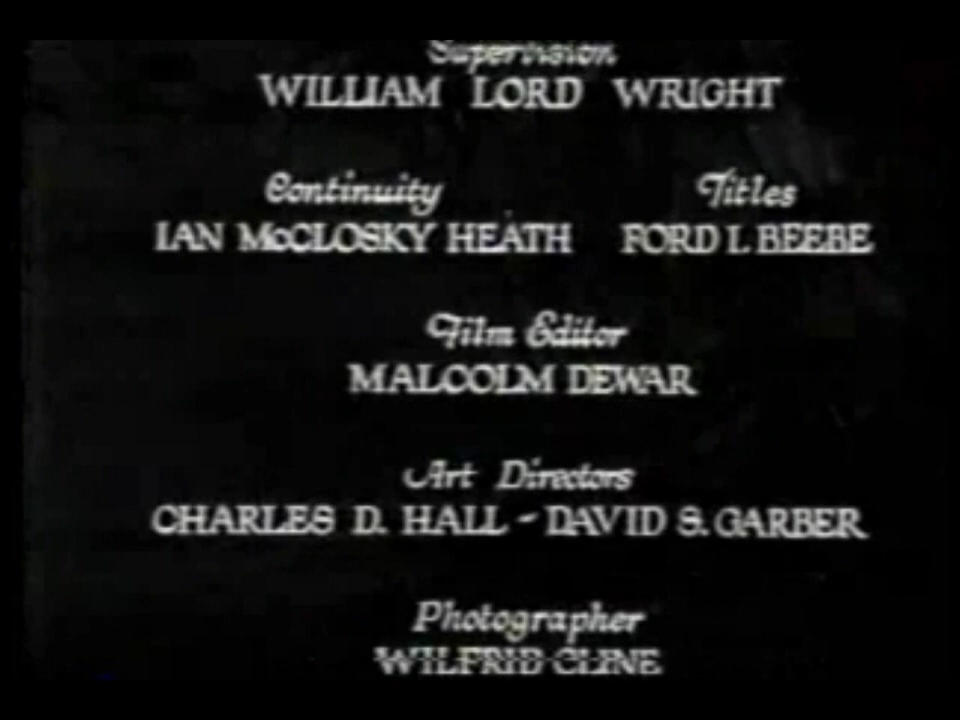 Supervision
WILLIAM LORD WRIGHT
Continuity Titles
IAN McCLOSKY HEATH FORD I. BEEBE
Film Editor
MALCOLM DEWAR
Art Directors
CHARLES D. HALL - DAVID S. GARBER
Photographer
WILFRID CLINE